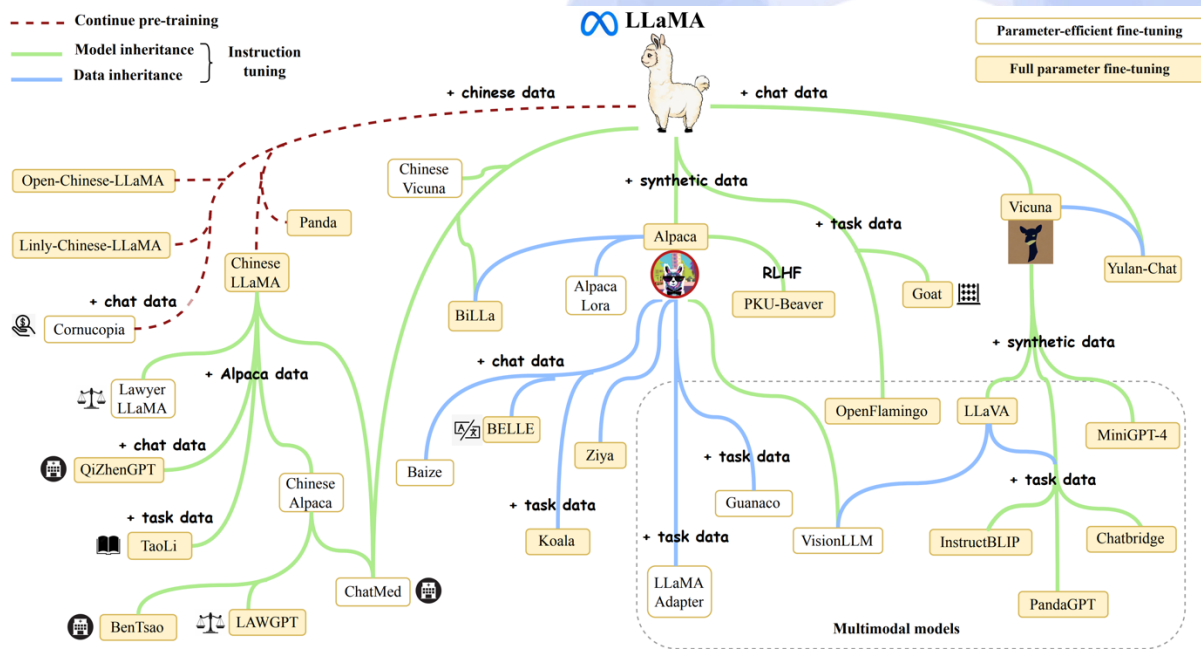 Continue pre-training
Model inheritance
Data inheritance
Instruction
tuning
LLaMA
Parameter-efficient fine-tuning
Full parameter fine-tuning
+ chinese data
+ chat data
Chinese
Vicuna
+ synthetic data
Open-Chinese-LLaMA
Panda
Vicuna
+ task data
Alpaca
Linly-Chinese-LLaMA
Chinese
LLaMA
RLHF
Yulan-Chat
Alpaca
Lora
Goat
+ chat data
BiLLa
PKU-Beaver
Cornucopia
+ synthetic data
+ chat data
+ Alpaca data
Lawyer
LLaMA
OpenFlamingo
LLaVA
BELLE
MiniGPT-4
+ chat data
QiZhenGPT
Baize
Ziya
+ task data
+ task data
Chinese
Alpaca
Guanaco
+ task data
+ task data
TaoLi
Koala
VisionLLM
InstructBLIP
Chatbridge
+ task data
LLaMA
Adapter
ChatMed
PandaGPT
BenTsao
LAWGPT
Multimodal models